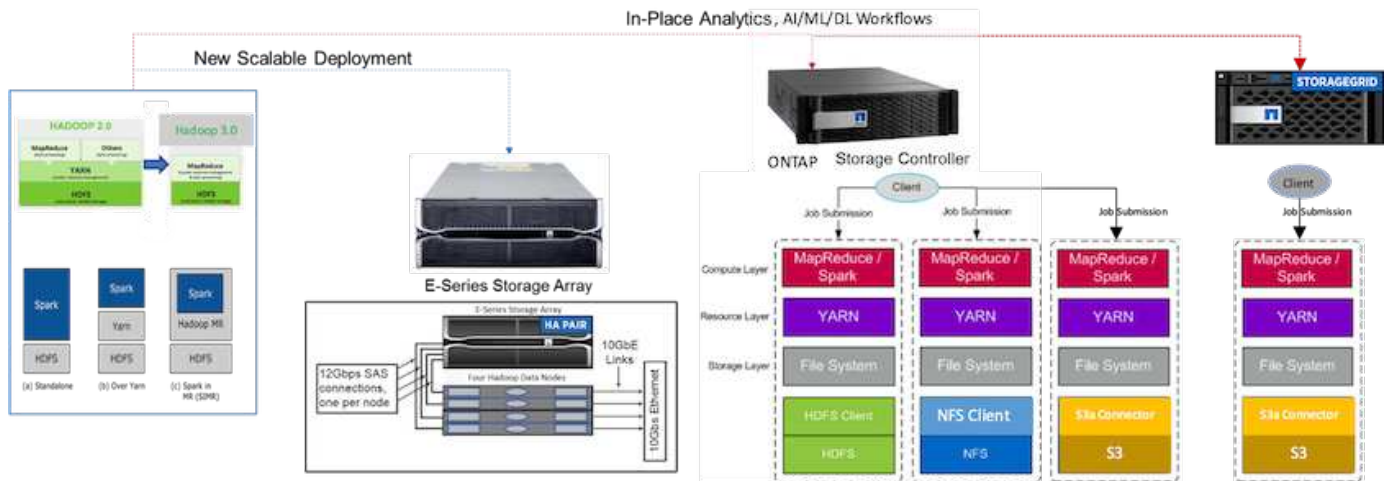 In-Place Analytics, AI/ML/DL Workflows
New Scalable Deployment
HADOOP 2.0
MapReduce
Others
YARN
HDFS
Hadoop 3.0
MapReduce
HDFS
Spark
HDFS
(a) Standalone
Spark
Yarn
HDFS
(b) Over Yarn
Spark
Hadoop MR
HDFS
(c) Spark in
MR (SIMR)
E-Series Storage Array
E-Series Storage Array
HA PAIR
10GbE
Links
12Gbps SAS
connections,
one per node
Four Hadoop Data Nodes
10Gbs Ethernet
ONTAP
Storage Controller
STORAGEGRID
Client
Client
Job Submission
Job Submission
Job Submission
Job Submission
Compute Layer
MapReduce /
Spark
MapReduce /
Spark
MapReduce /
Spark
MapReduce /
Spark
Resource Layer
YARN
YARN
YARN
YARN
Storage Layer
File System
File System
File System
File System
HDFS Client
NFS Client
S3a Connector
S3a Connector
HDFS
NFS
S3
S3